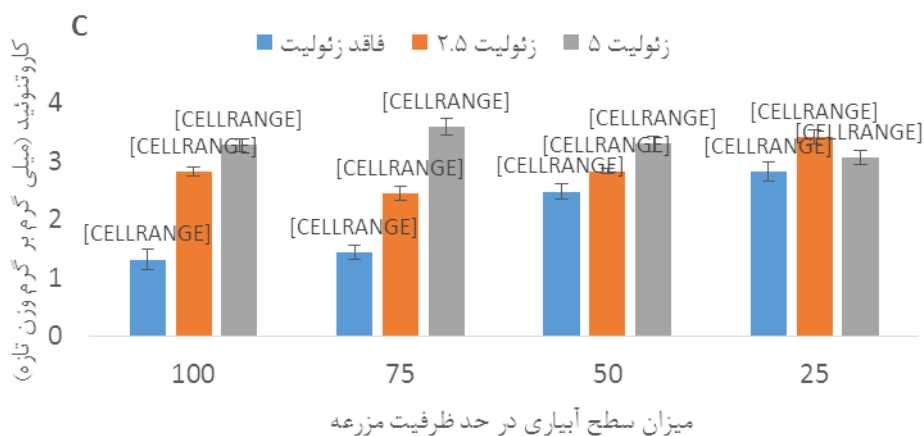 C
فاقد زئولیت
زئولیت ۲.۵
زئولیت ۵
کاروتنوئید (میلی گرم بر گرم وزن تازه)
4
3
2
1
0
[CELLRANGE]
[CELLRANGE]
[CELLRANGE]
[CELLRANGE]
[CELLRANGE]
[CELLRANGE]
[CELLRANGE]
[CELLRANGE]
[CELLRANGE]
[CELLRANGE]
[CELLRANGE]
[CELLRANGE]
100
75
50
25
میزان سطح آبیاری در حد ظرفیت مزرعه